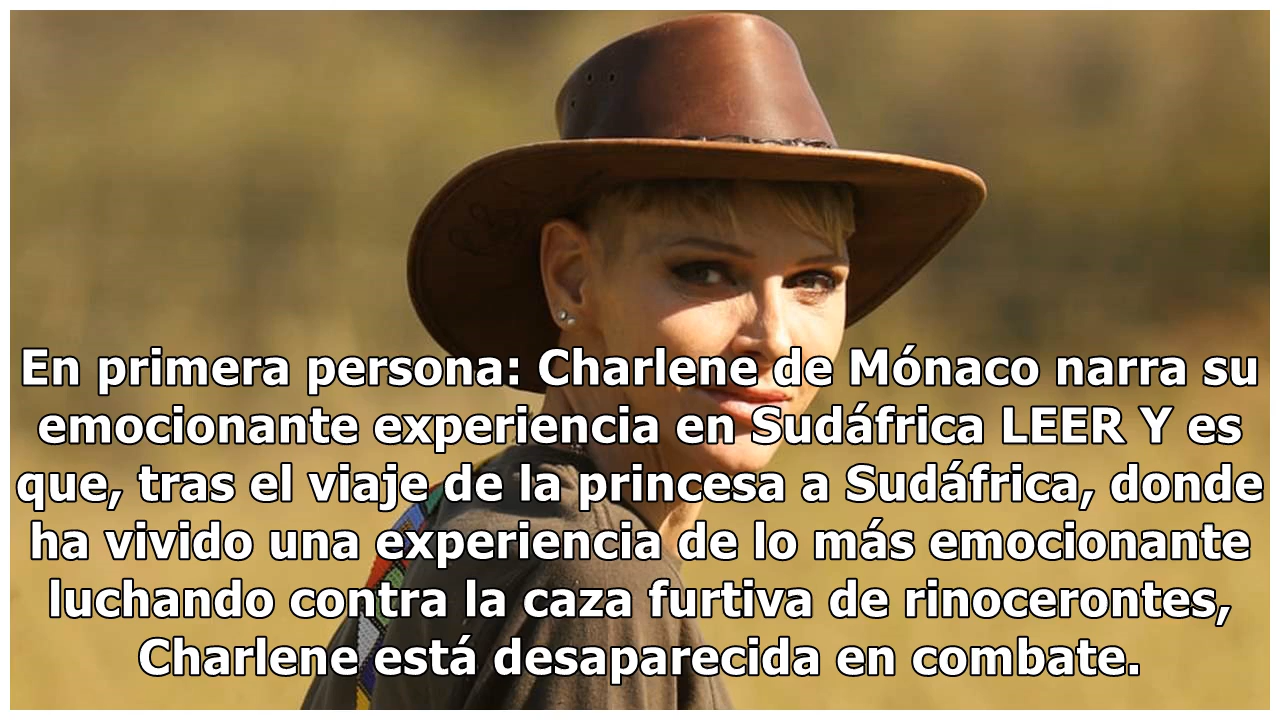 En primera persona: Charlene de Mónaco narra su
emocionante experiencia en Sudáfrica LEER Y es
que, tras el viaje de la princesa a Sudáfrica, donde
ha vivido una experiencia de lo más emocionante
luchando contra la caza furtiva de rinocerontes,
Charlene está desaparecida en combate.